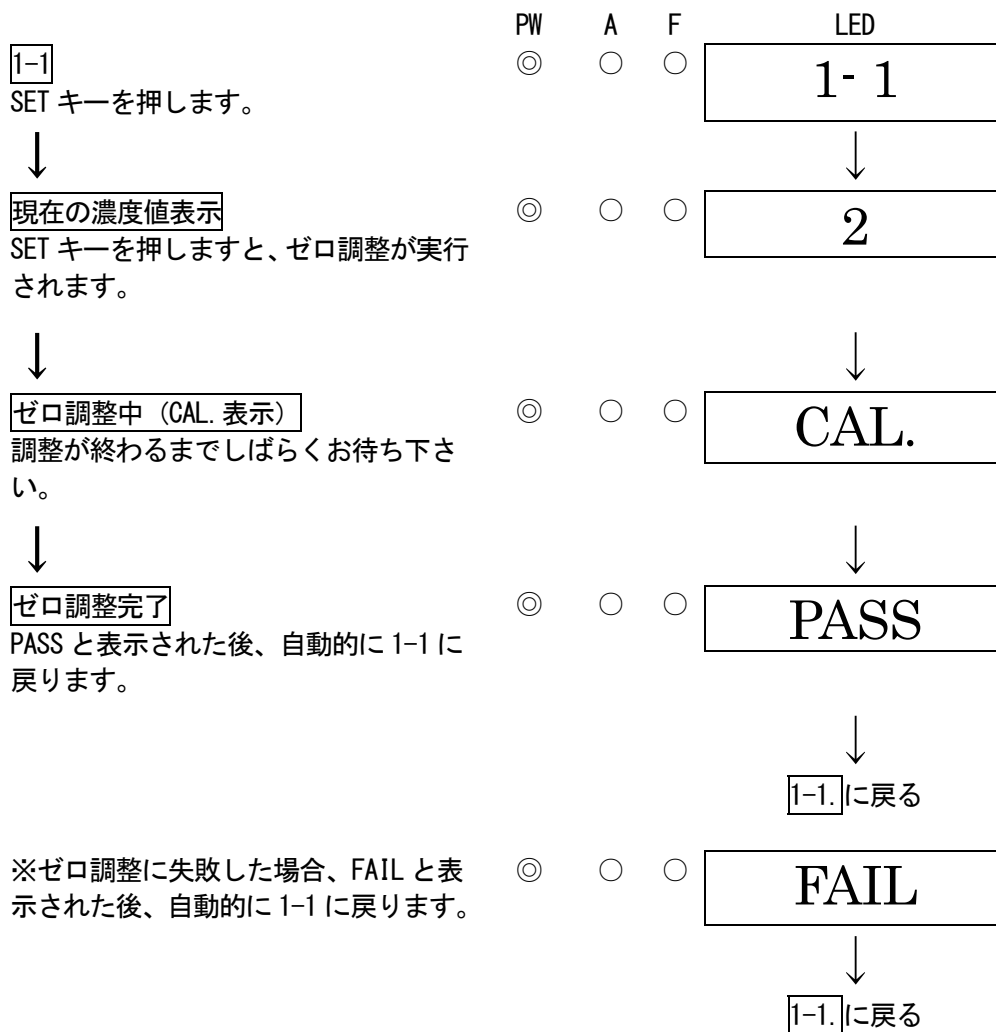 PW A F LED
1-1 ◎ ○ ○ 1- 1
SET キーを押します。
↓ ↓
現在の濃度値表示 ◎ ○ ○ 2
SET キーを押しますと、ゼロ調整が実行
されます。
↓ ↓
ゼロ調整中（CAL.表示） ◎ ○ ○ CAL.
調整が終わるまでしばらくお待ち下さ
い。
↓ ↓
ゼロ調整完了 ◎ ○ ○ PASS
PASS と表示された後、自動的に 1-1 に
戻ります。
↓
1-1.に戻る
※ゼロ調整に失敗した場合、FAIL と表 ◎ ○ ○ FAIL
示された後、自動的に 1-1 に戻ります。
↓
1-1.に戻る